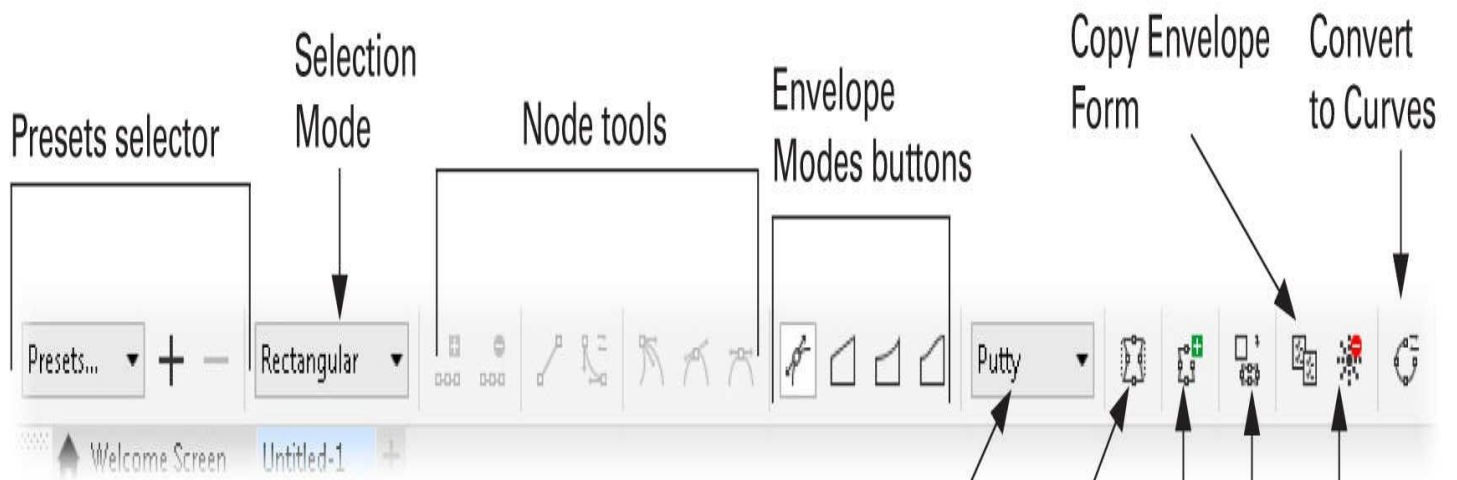 Presets selector
Selection
Mode
Node tools
Envelope
Modes buttons
Copy Envelope
Form
Convert
to Curves
Presets...
Rectangular
Putty
Welcome Screen
Untitled-1